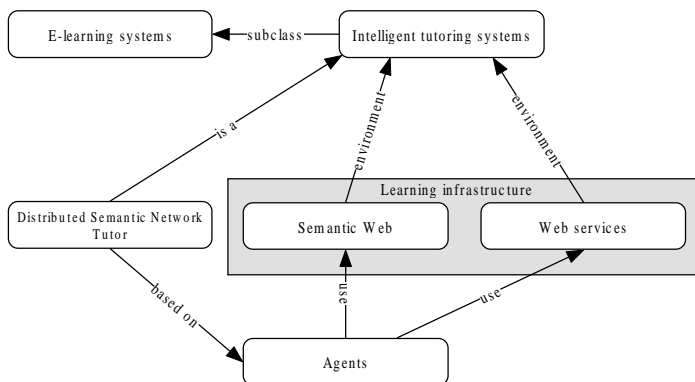 E-learning systems
subclass
Intelligent tutoring systems
is a
environment
environment
Learning infrastructure
Distributed Semantic Network
Tutor
Semantic Web
Web services
based on
use
use
Agents